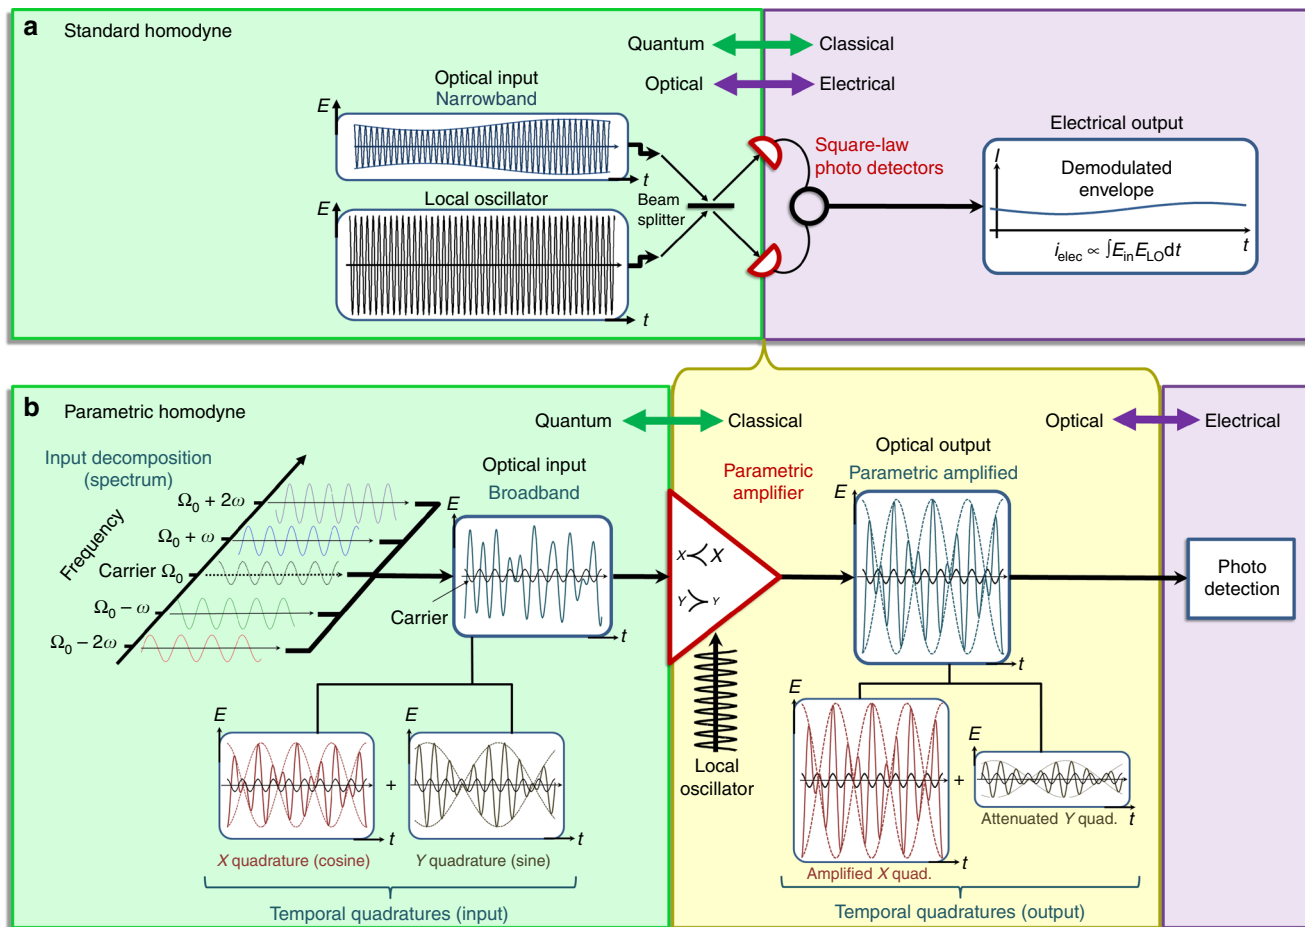 a Standard homodyne
Quantum
Classical
Optical
Electrical
Optical input
Narrowband
E
t
Local oscillator
E
t
Beam
splitter
Square-law
photo detectors
Electrical output
I
Demodulated
envelope
t
i_elec ∝ ∫E_in E_LO dt
b Parametric homodyne
Quantum
Classical
Optical
Electrical
Input decomposition
(spectrum)
Frequency
Ω₀ + 2ω
Ω₀ + ω
Carrier Ω₀
Ω₀ – ω
Ω₀ – 2ω
Optical input
Broadband
E
Carrier
t
Parametric
amplifier
X X
Y Y
Local
oscillator
Optical output
Parametric amplified
E
t
Photo
detection
E
t
X quadrature (cosine)
+
E
t
Y quadrature (sine)
Temporal quadratures (input)
E
t
Amplified X quad.
+
E
t
Attenuated Y quad.
Temporal quadratures (output)